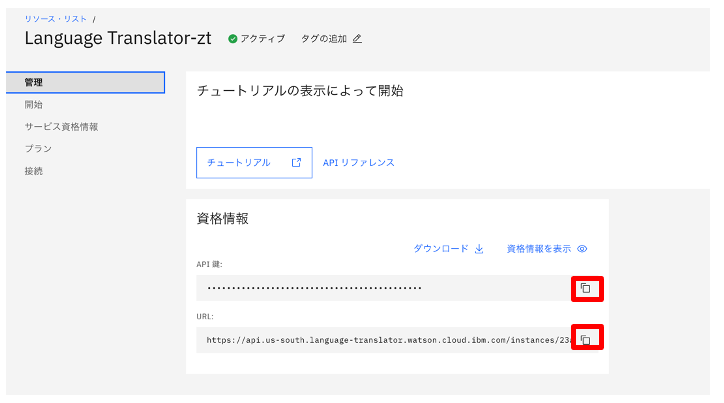 リソース・リスト /
Language Translator-zt アクティブ タグの追加
管理
開始
サービス資格情報
プラン
接続
チュートリアルの表示によって開始
チュートリアル API リファレンス
資格情報
ダウンロード 資格情報を表示
API 鍵:
••••••••••••••••••••••••••••••••••••••••••••
URL:
https://api.us-south.language-translator.watson.cloud.ibm.com/instances/23